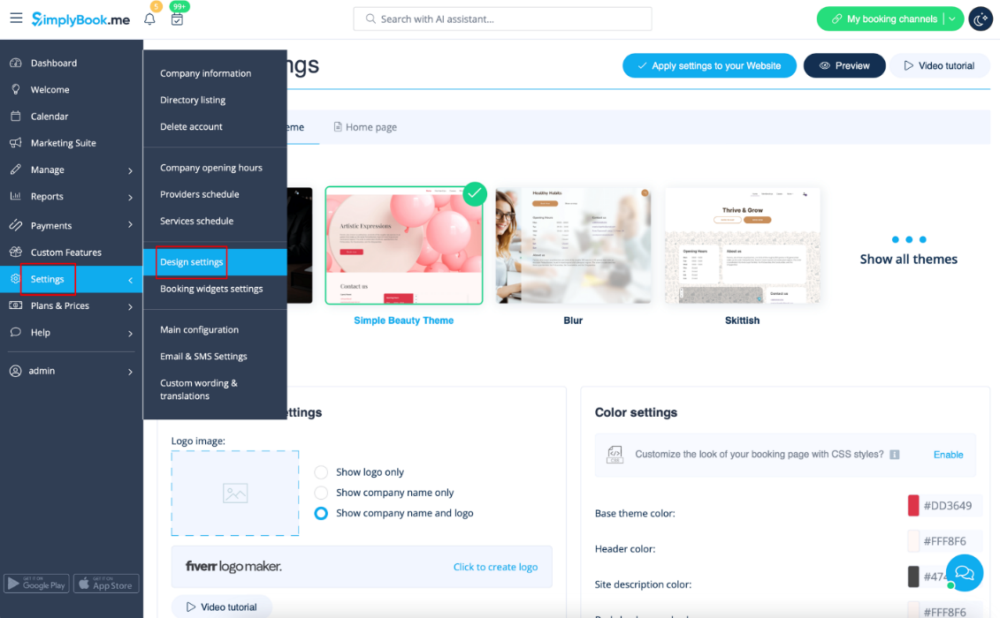 SimplyBook.me
5
99+
Search with AI assistant...
My booking channels
Dashboard
Welcome
Calendar
Marketing Suite
Manage
Reports
Payments
Custom Features
Settings
Plans & Prices
Help
admin
GET IT ON
Google Play
GET IT ON
App Store
Company information
Directory listing
Delete account
Company opening hours
Providers schedule
Services schedule
Design settings
Booking widgets settings
Main configuration
Email & SMS Settings
Custom wording &
translations
ngs
Apply settings to your Website
Preview
Video tutorial
eme
Home page
Artistic Expressions
Contact us
Simple Beauty Theme
Healthy Habits
Opening Hours
Contact us
About us
Blur
Thrive & Grow
Opening Hours
About us
Contact us
Skittish
Show all themes
ettings
Logo image:
Show logo only
Show company name only
Show company name and logo
fiverr logo maker.
Click to create logo
Video tutorial
Color settings
CSS
Customize the look of your booking page with CSS styles?
Enable
Base theme color:
#DD3649
Header color:
#FFF8F6
Site description color:
#474
#FFF8F6